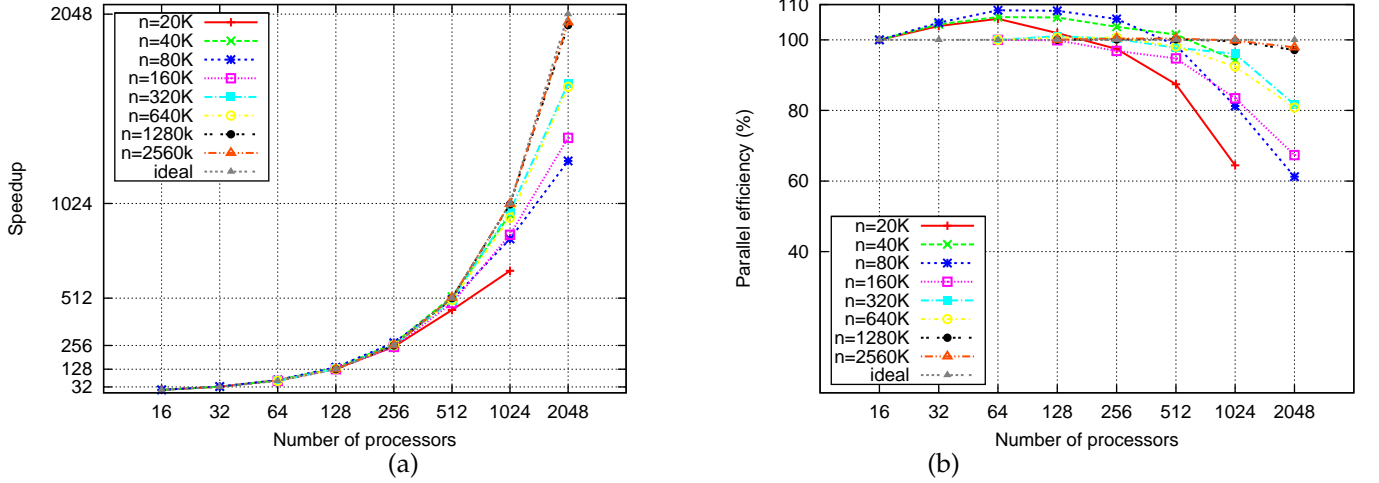 Speedup
2048
1024
512
256
128
32
n=20K
n=40K
n=80K
n=160K
n=320K
n=640K
n=1280k
n=2560k
ideal
16 32 64 128 256 512 1024 2048
Number of processors
(a)
Parallel efficiency (%)
110
100
80
60
40
n=20K
n=40K
n=80K
n=160K
n=320K
n=640K
n=1280K
n=2560K
ideal
16 32 64 128 256 512 1024 2048
Number of processors
(b)